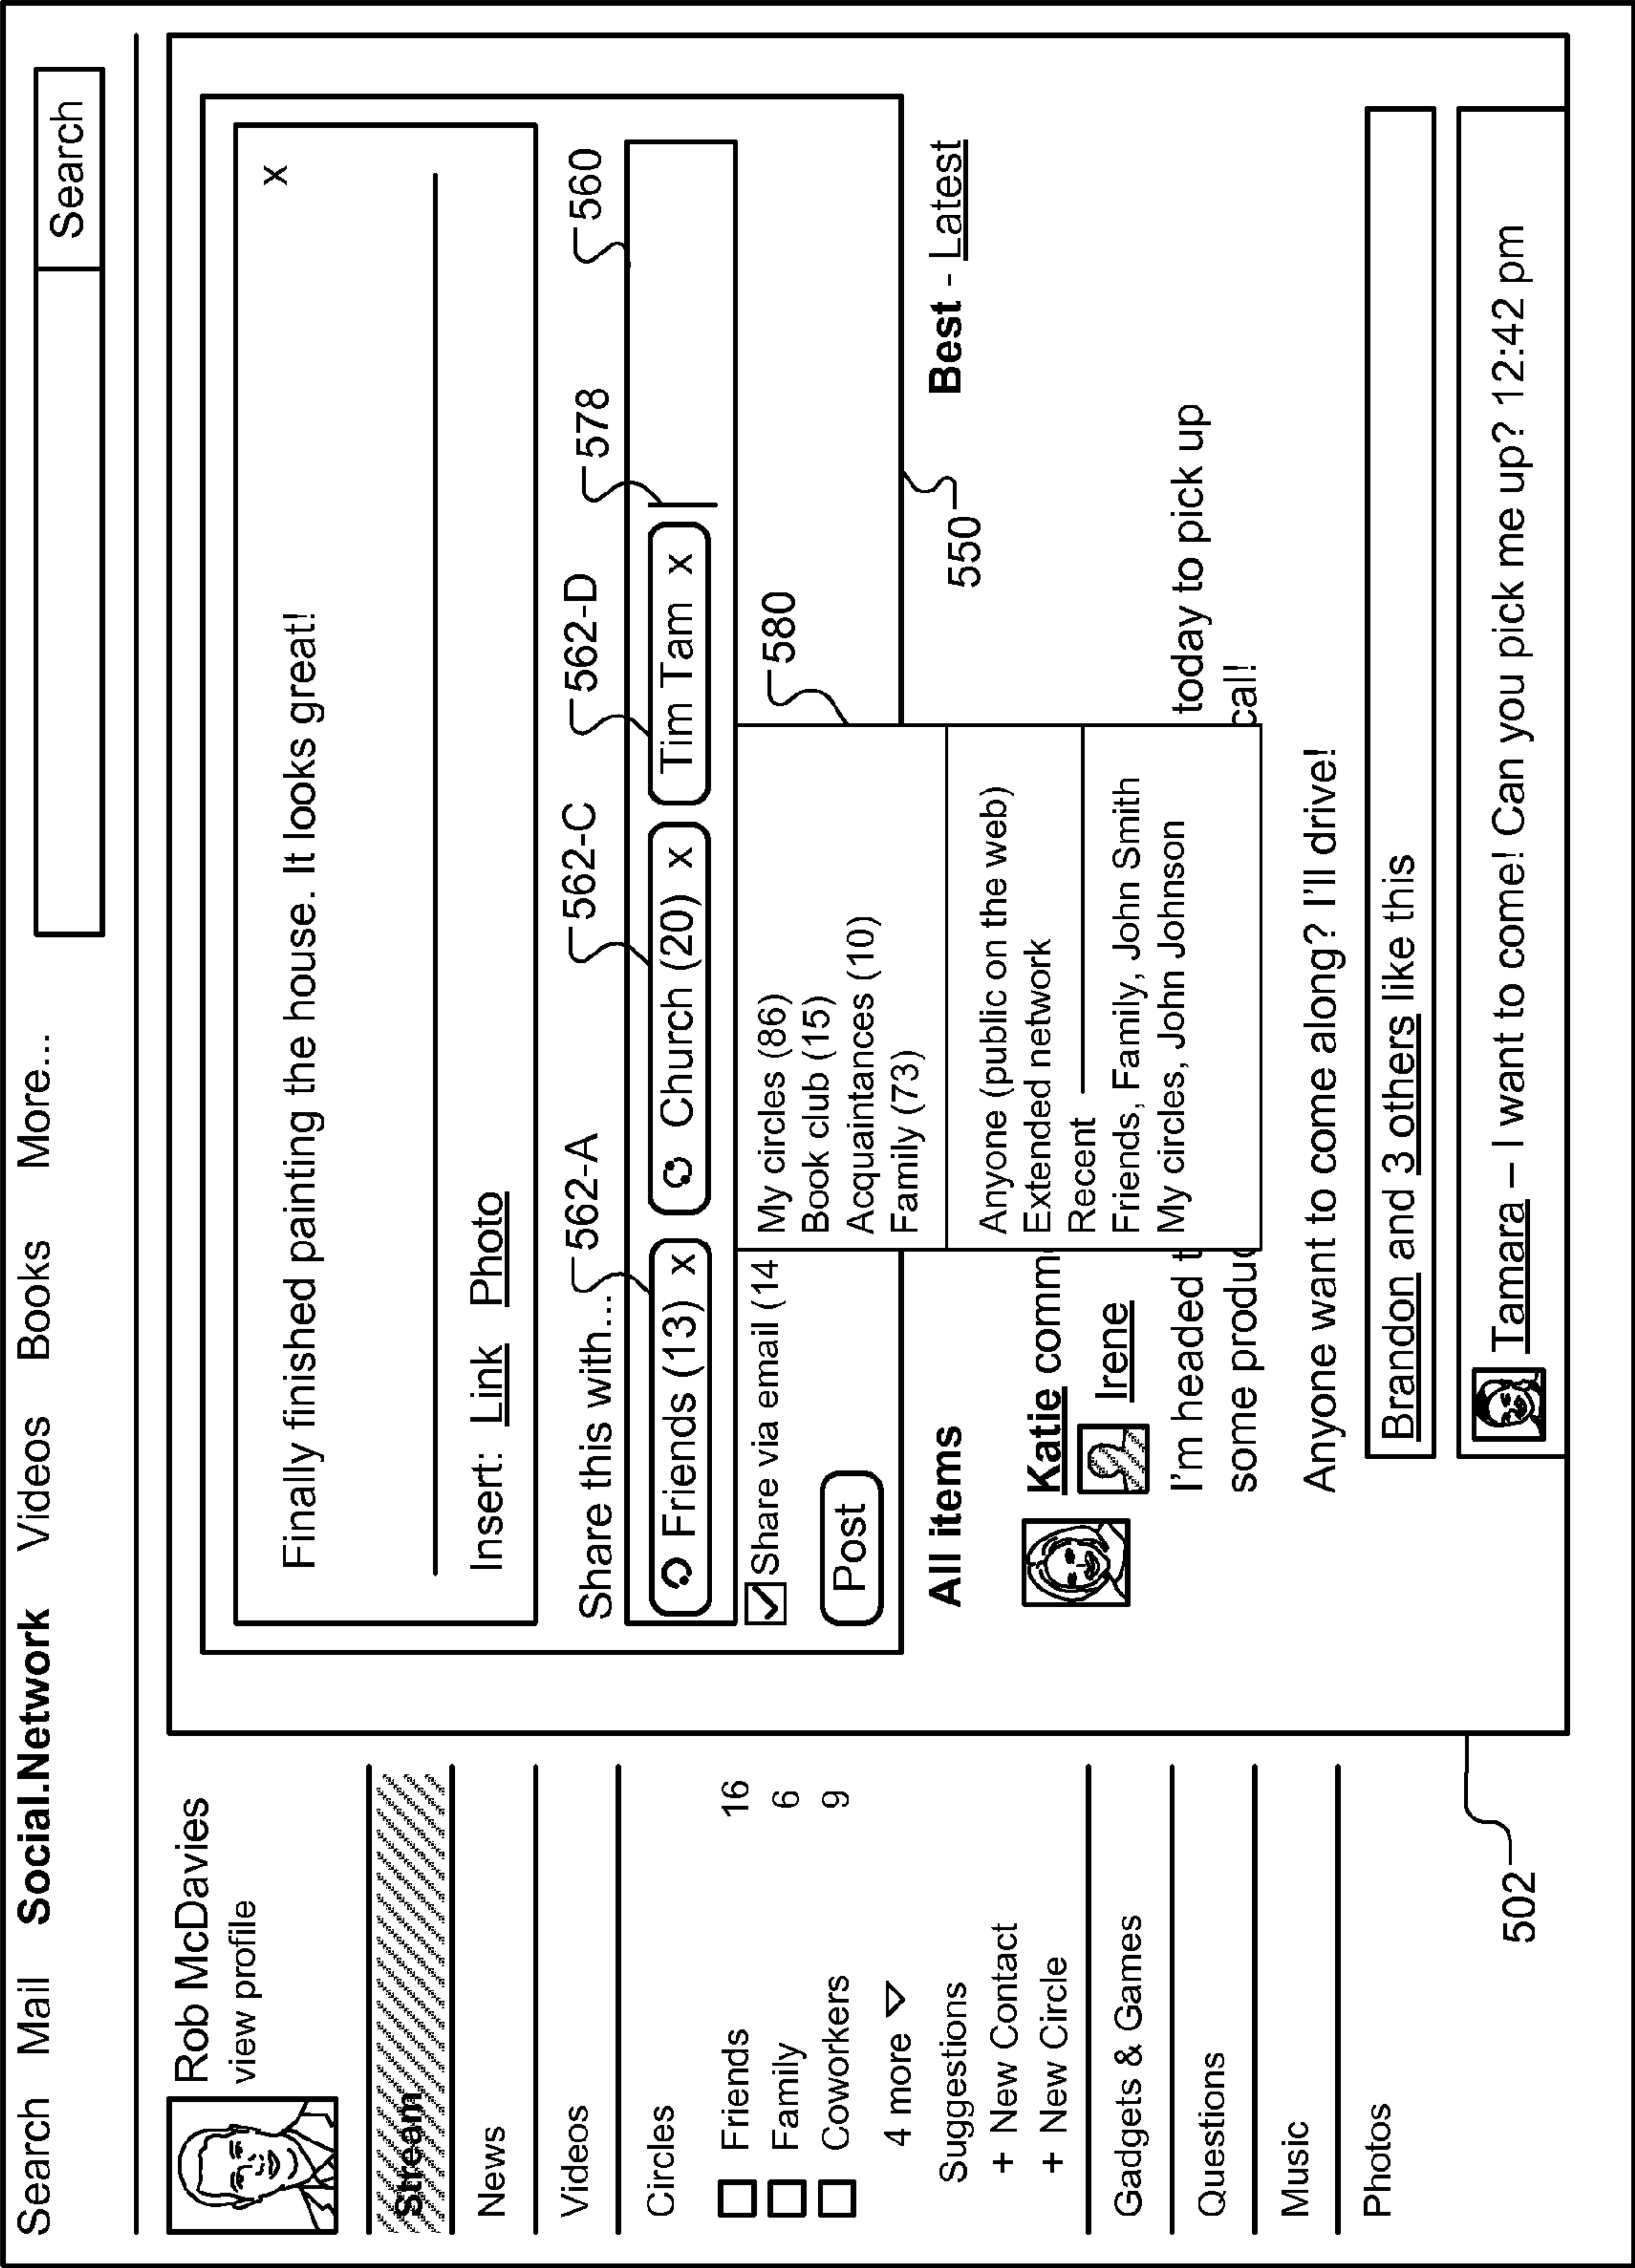 Search Mail Social.Network Videos Books More...
Search
Rob McDavies
view profile
Stream
News
Videos
Circles
Friends 16
Family 6
Coworkers 9
4 more
Suggestions
+ New Contact
+ New Circle
Gadgets & Games
Questions
Music
Photos
502
x
Finally finished painting the house. It looks great!
Insert: Link Photo
Share this with... 562-A 562-C 562-D 578 560
Friends (13) x Church (20) x Tim Tam x
Share via email (14
580
My circles (86)
Book club (15)
Acquaintances (10)
Family (73)
Anyone (public on the web)
Extended network
Recent
Friends, Family, John Smith
My circles, John Johnson
Post
550
All items Best - Latest
Katie comm
Irene
I'm headed t today to pick up
some produc cal!
Anyone want to come along? I'll drive!
Brandon and 3 others like this
Tamara – I want to come! Can you pick me up? 12:42 pm